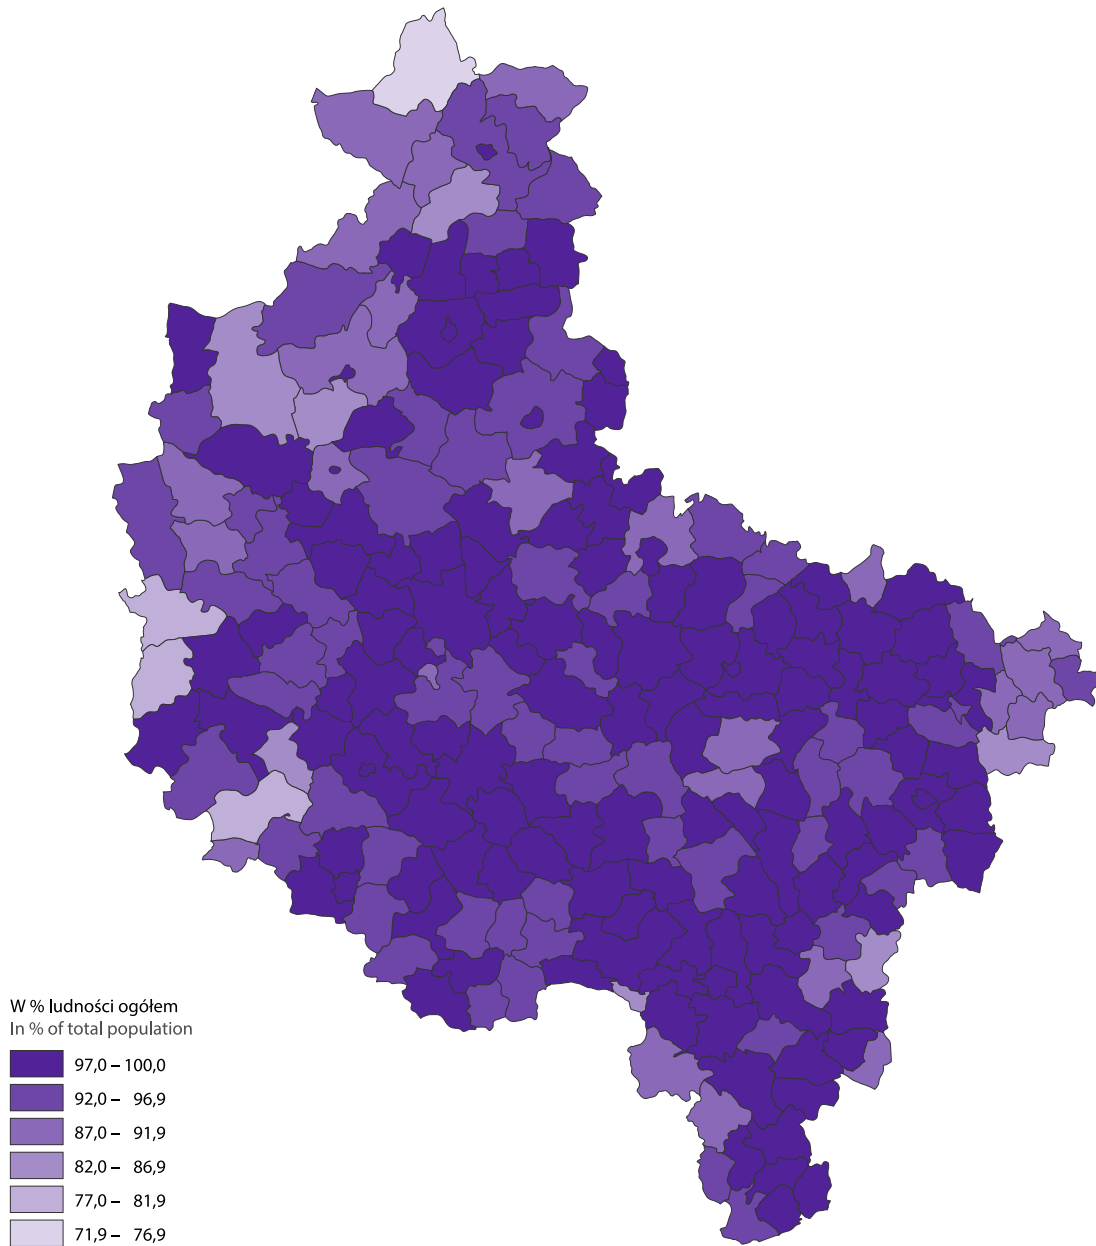 W % ludności ogółem
In % of total population
97,0 – 100,0
92,0 – 96,9
87,0 – 91,9
82,0 – 86,9
77,0 – 81,9
71,9 – 76,9